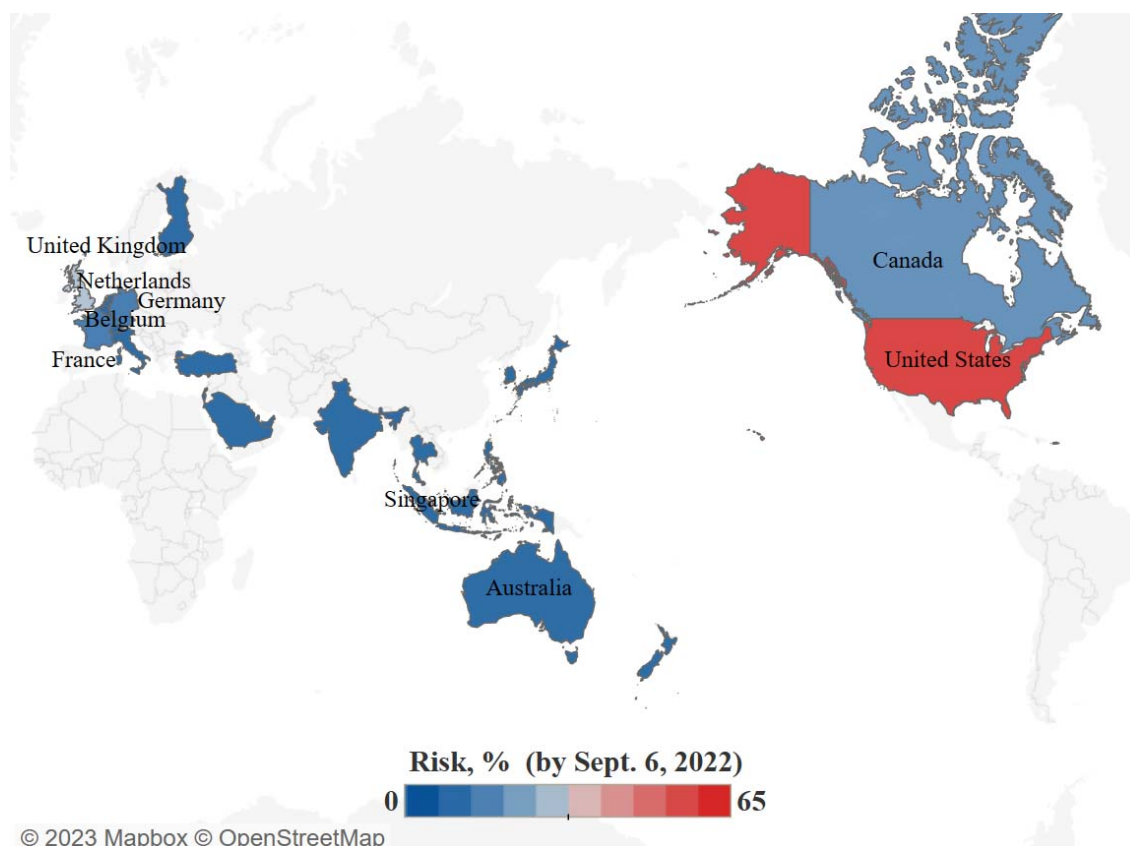 United Kingdom
Netherlands
Germany
Belgium
France
Canada
United States
Singapore
Australia
Risk, % (by Sept. 6, 2022)
0 65
© 2023 Mapbox © OpenStreetMap